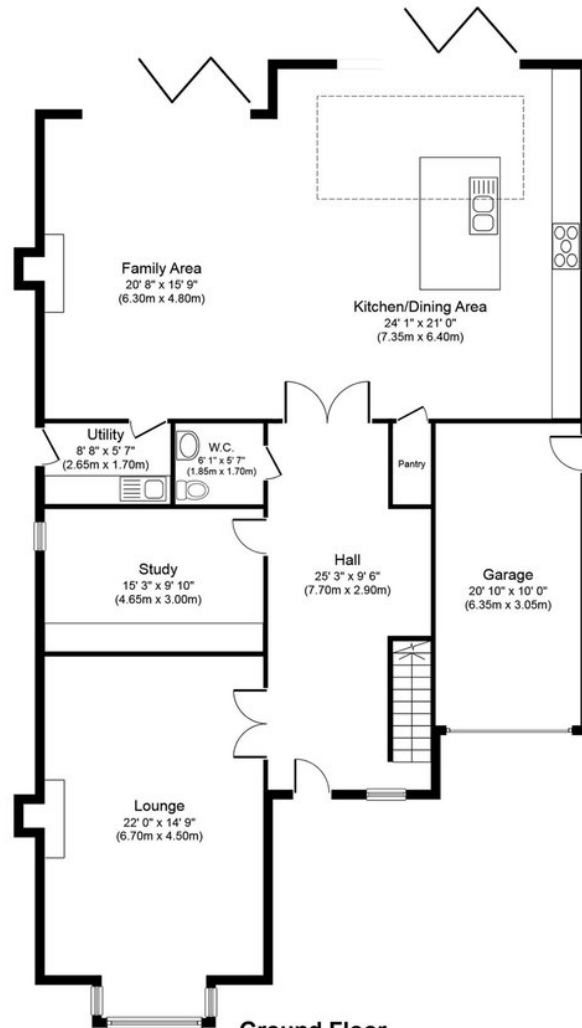 Family Area
20' 8" x 15' 9"
(6.30m x 4.80m)
Kitchen/Dining Area
24' 1" x 21' 0"
(7.35m x 6.40m)
Utility
8' 8" x 5' 7"
(2.65m x 1.70m)
W.C.
6' 1" x 5' 7"
(1.85m x 1.70m)
Pantry
Study
15' 3" x 9' 10"
(4.65m x 3.00m)
Hall
25' 3" x 9' 6"
(7.70m x 2.90m)
Garage
20' 10" x 10' 0"
(6.35m x 3.05m)
Lounge
22' 0" x 14' 9"
(6.70m x 4.50m)
Ground Floor